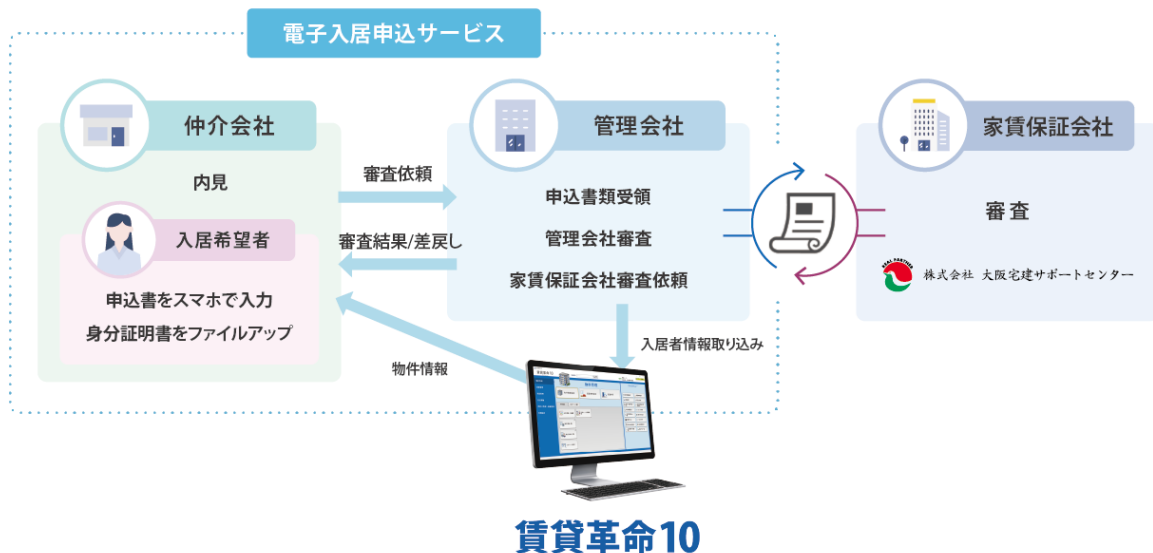 電子入居申込サービス
仲介会社
内見
入居希望者
申込書をスマホで入力
身分証明書をファイルアップ
審査依頼
審査結果/差戻し
管理会社
申込書類受領
管理会社審査
家賃保証会社審査依頼
家賃保証会社
審査
REAL PARTNER
株式会社 大阪宅建サポートセンター
物件情報
入居者情報取り込み
賃貸革命10